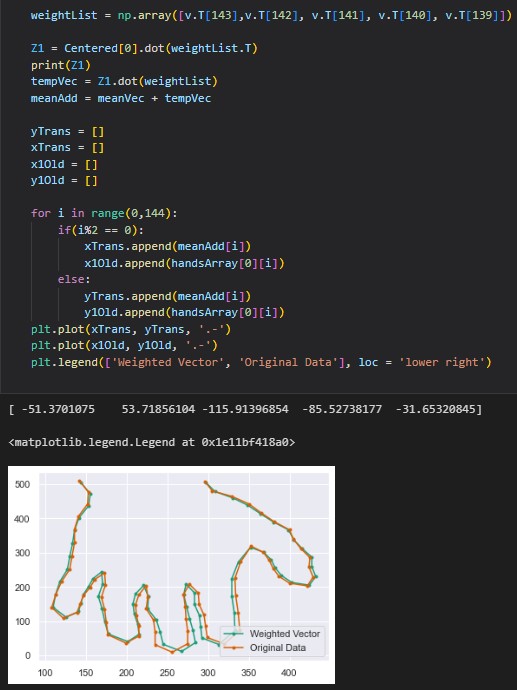 weightList = np.array([v.T[143],v.T[142], v.T[141], v.T[140], v.T[139]])
Z1 = Centered[0].dot(weightList.T)
print(Z1)
tempVec = Z1.dot(weightList)
meanAdd = meanVec + tempVec
yTrans = []
xTrans = []
x1Old = []
y1Old = []
for i in range(0,144):
if(i%2 == 0):
xTrans.append(meanAdd[i])
x1Old.append(handsArray[0][i])
else:
yTrans.append(meanAdd[i])
y1Old.append(handsArray[0][i])
plt.plot(xTrans, yTrans, '.-')
plt.plot(x1Old, y1Old, '.-')
plt.legend(['Weighted Vector', 'Original Data'], loc = 'lower right')
[ -51.3701075 53.71856104 -115.91396854 -85.52738177 -31.65320845]
<matplotlib.legend.Legend at 0x1e11bf418a0>
500
400
300
200
100
0
Weighted Vector
Original Data
100 150 200 250 300 350 400